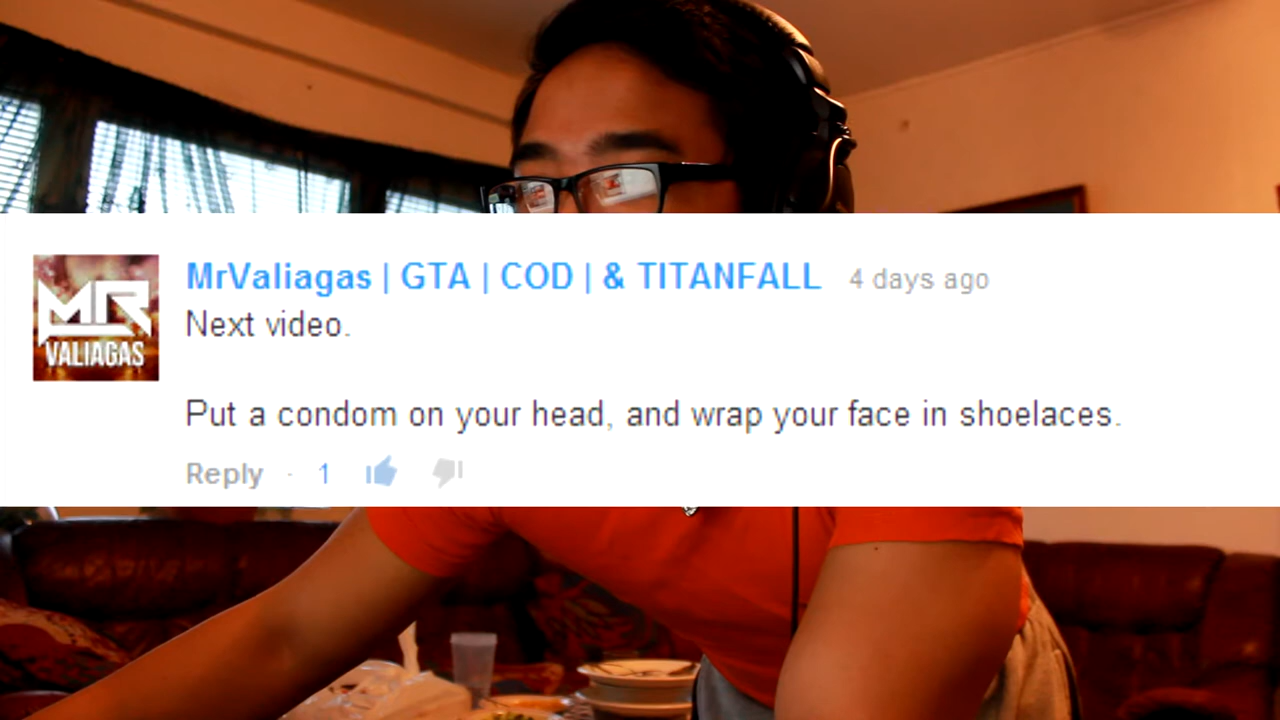 MR
VALIAGAS
MrValiagas | GTA | COD | & TITANFALL 4 days ago
Next video.
Put a condom on your head, and wrap your face in shoelaces.
Reply · 1